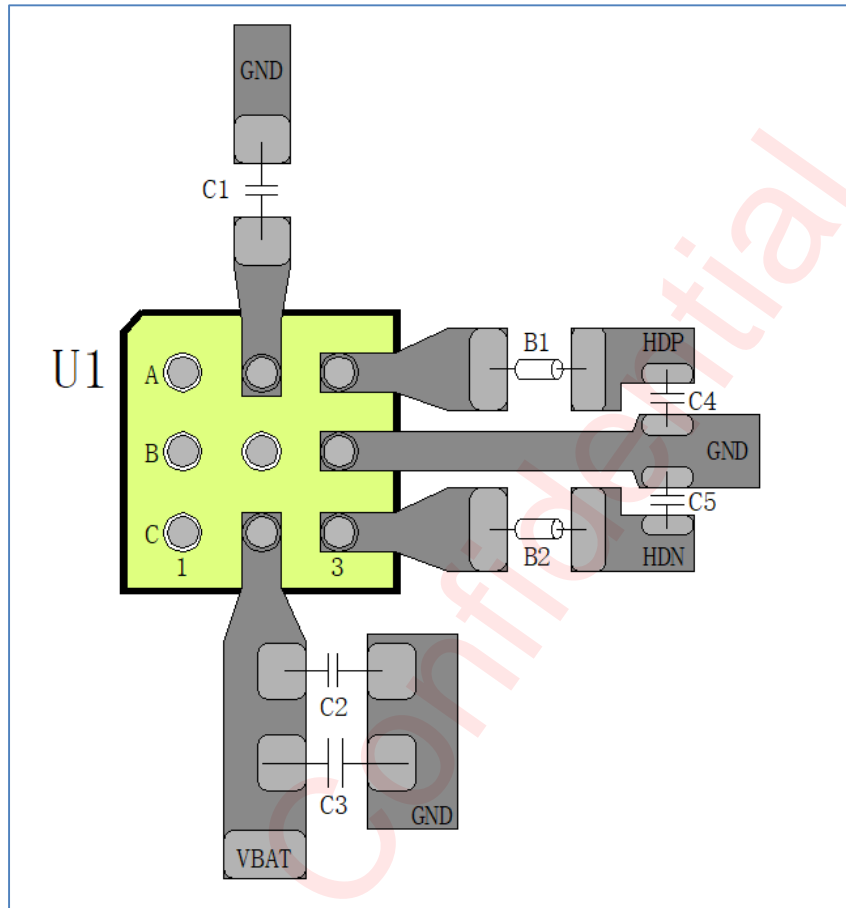 GND
C1
U1
A
B
C
1
3
B1
HDP
C4
GND
C5
B2
HDN
C2
C3
GND
VBAT
Confidential